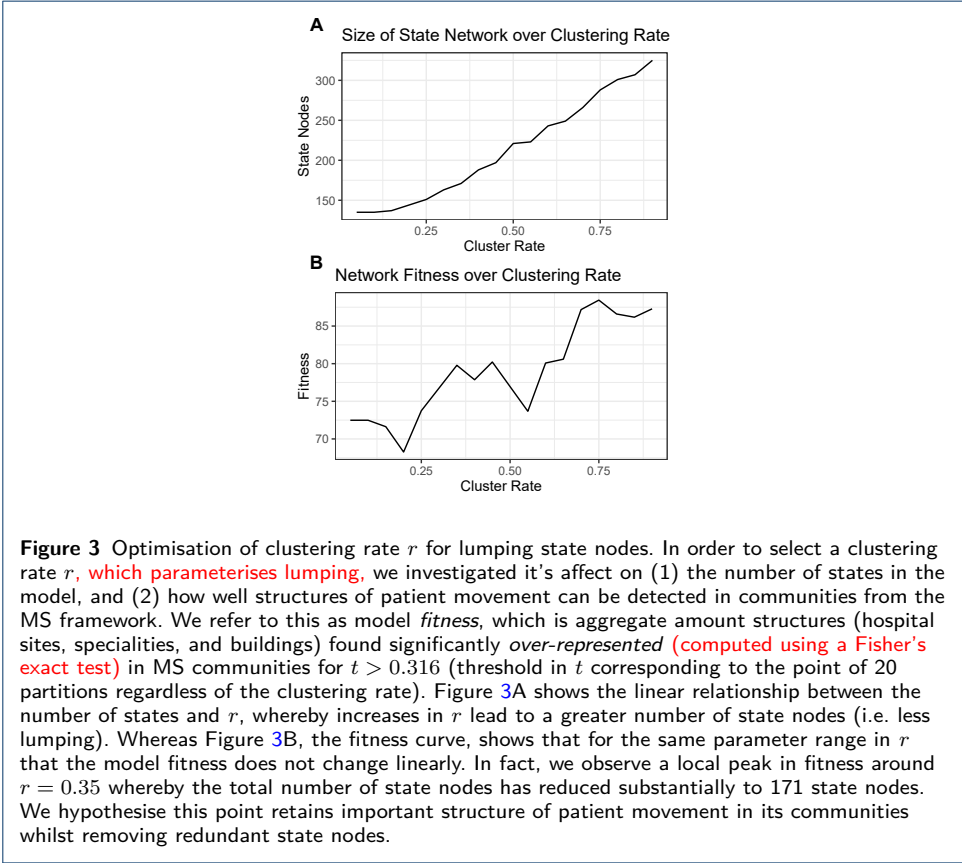 A
Size of State Network over Clustering Rate
300
250
200
150
State Nodes
0.25 0.50 0.75
Cluster Rate
B
Network Fitness over Clustering Rate
85
80
75
70
Fitness
0.25 0.50 0.75
Cluster Rate
Figure 3 Optimisation of clustering rate r for lumping state nodes. In order to select a clustering
rate r, which parameterises lumping, we investigated it's affect on (1) the number of states in the
model, and (2) how well structures of patient movement can be detected in communities from the
MS framework. We refer to this as model fitness, which is aggregate amount structures (hospital
sites, specialities, and buildings) found significantly over-represented (computed using a Fisher's
exact test) in MS communities for t > 0.316 (threshold in t corresponding to the point of 20
partitions regardless of the clustering rate). Figure 3A shows the linear relationship between the
number of states and r, whereby increases in r lead to a greater number of state nodes (i.e. less
lumping). Whereas Figure 3B, the fitness curve, shows that for the same parameter range in r
that the model fitness does not change linearly. In fact, we observe a local peak in fitness around
r = 0.35 whereby the total number of state nodes has reduced substantially to 171 state nodes.
We hypothesise this point retains important structure of patient movement in its communities
whilst removing redundant state nodes.